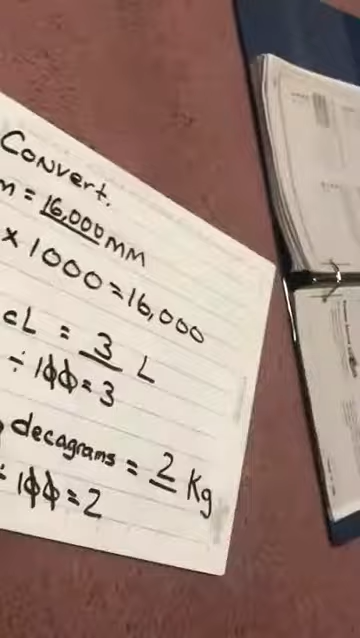 Convert.
m = 16,000 mm
x 1000 = 16,000
cL = 3 L
÷ 100 = 3
decagrams = 2 Kg
÷ 100 = 2